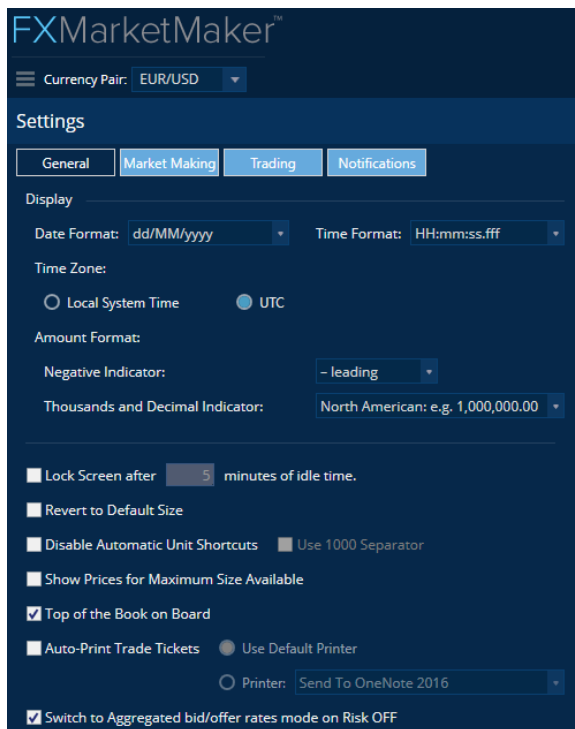 FXMarketMaker™
Currency Pair: EUR/USD
Settings
General Market Making Trading Notifications
Display
Date Format: dd/MM/yyyy Time Format: HH:mm:ss.fff
Time Zone:
Local System Time UTC
Amount Format:
Negative Indicator: – leading
Thousands and Decimal Indicator: North American: e.g. 1,000,000.00
Lock Screen after 5 minutes of idle time.
Revert to Default Size
Disable Automatic Unit Shortcuts Use 1000 Separator
Show Prices for Maximum Size Available
Top of the Book on Board
Auto-Print Trade Tickets Use Default Printer
Printer: Send To OneNote 2016
Switch to Aggregated bid/offer rates mode on Risk OFF